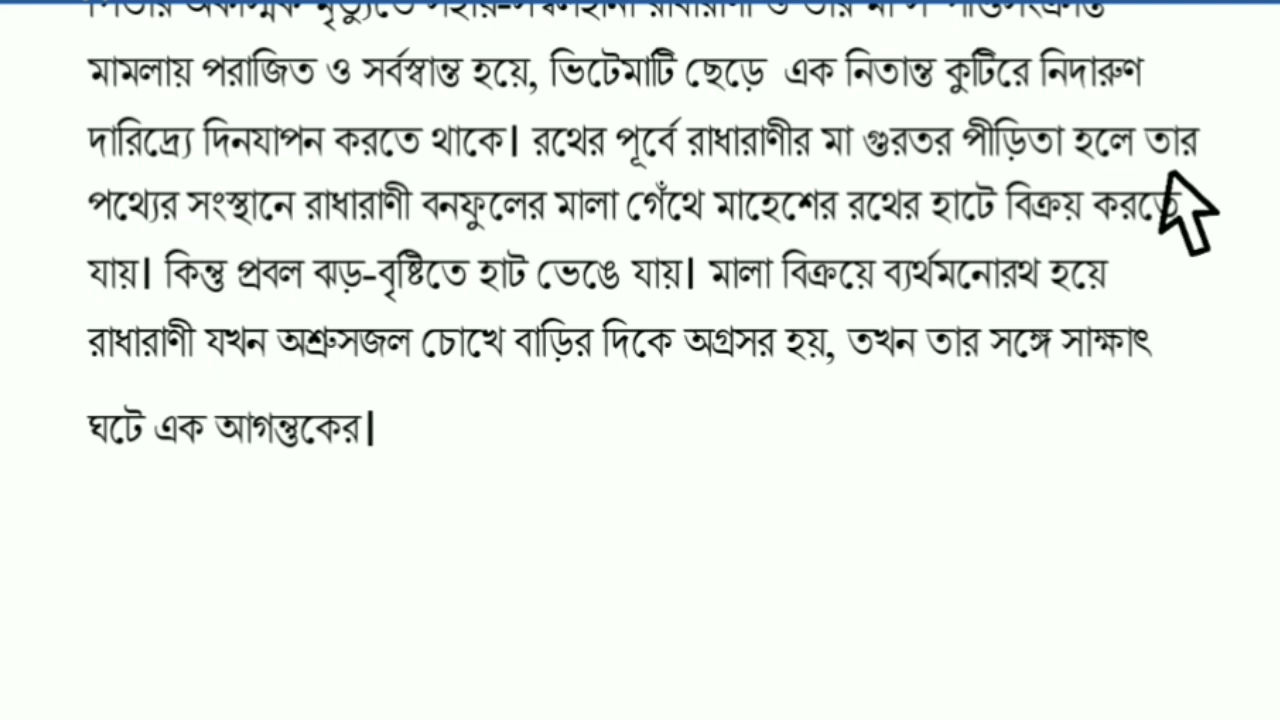 মামলায় পরাজিত ও সর্বস্বান্ত হয়ে, ভিটেমাটি ছেড়ে এক নিতান্ত কুটিরে নিদারুণ
দারিদ্র্যে দিনযাপন করতে থাকে। রথের পূর্বে রাধারাণীর মা গুরতর পীড়িতা হলে তার
পথ্যের সংস্থানে রাধারাণী বনফুলের মালা গেঁথে মাহেশের রথের হাটে বিক্রয় করতে
যায়। কিন্তু প্রবল ঝড়-বৃষ্টিতে হাট ভেঙে যায়। মালা বিক্রয়ে ব্যর্থমনোরথ হয়ে
রাধারাণী যখন অশ্রুসজল চোখে বাড়ির দিকে অগ্রসর হয়, তখন তার সঙ্গে সাক্ষাৎ
ঘটে এক আগন্তুকের।